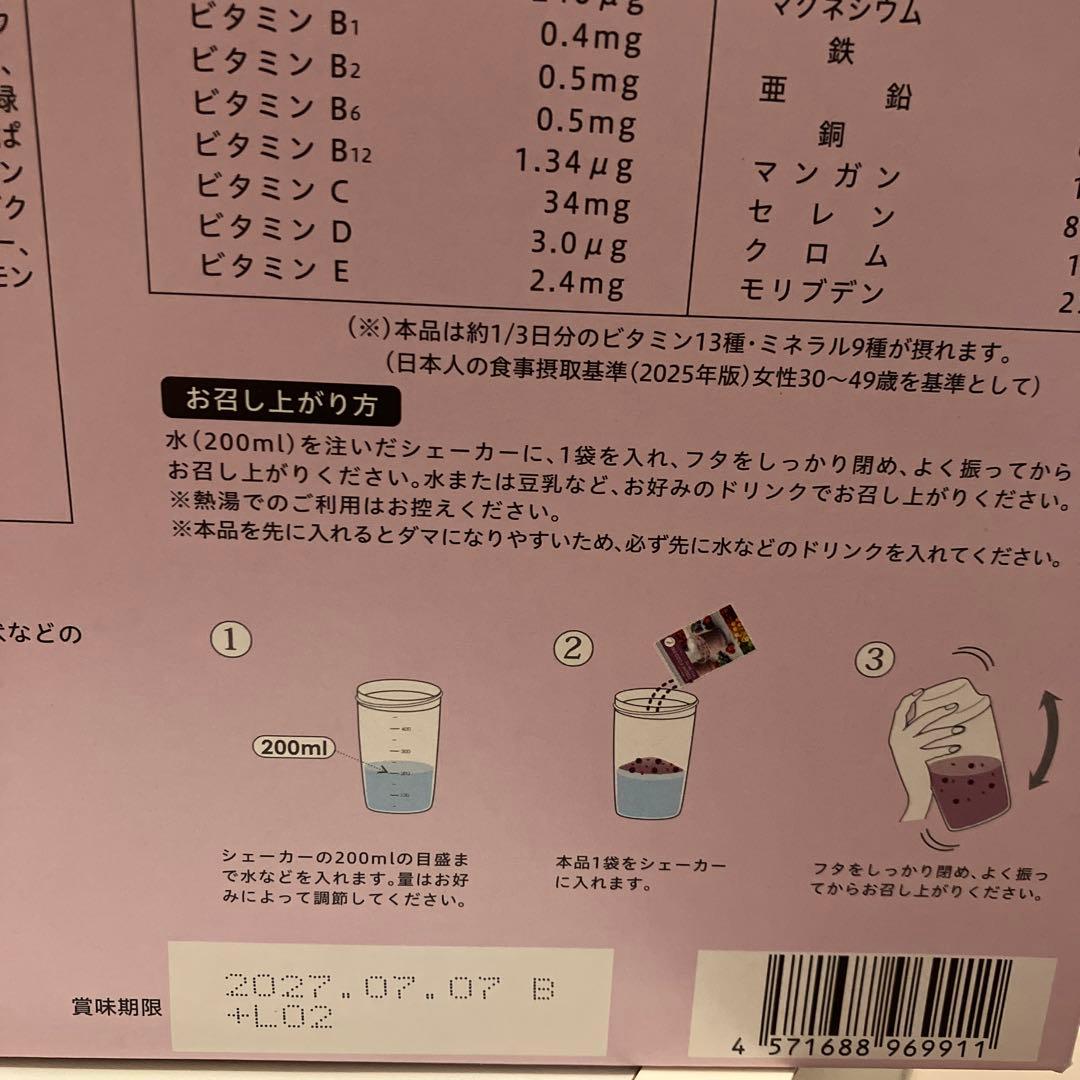 ビタミン B1 0.4mg
ビタミン B2 0.5mg
ビタミン B6 0.5mg
ビタミン B12 1.34μg
ビタミン C 34mg
ビタミン D 3.0μg
ビタミン E 2.4mg
マグネシウム
鉄
亜鉛
銅
マンガン
セレン
クロム
モリブデン
(※)本品は約1/3日分のビタミン13種・ミネラル9種が摂れます。
(日本人の食事摂取基準(2025年版)女性30〜49歳を基準として)
お召し上がり方
水(200ml)を注いだシェーカーに、1袋を入れ、フタをしっかり閉め、よく振ってから
お召し上がりください。水または豆乳など、お好みのドリンクでお召し上がりください。
※熱湯でのご利用はお控えください。
※本品を先に入れるとダマになりやすいため、必ず先に水などのドリンクを入れてください。
などの
1
200ml
400
300
200
100
シェーカーの200mlの目盛ま
で水などを入れます。量はお好
みによって調節してください。
2
本品1袋をシェーカー
に入れます。
3
フタをしっかり閉め、よく振っ
てからお召し上がりください。
賞味期限
2027.07.07 B
+L02
4 571688 969911